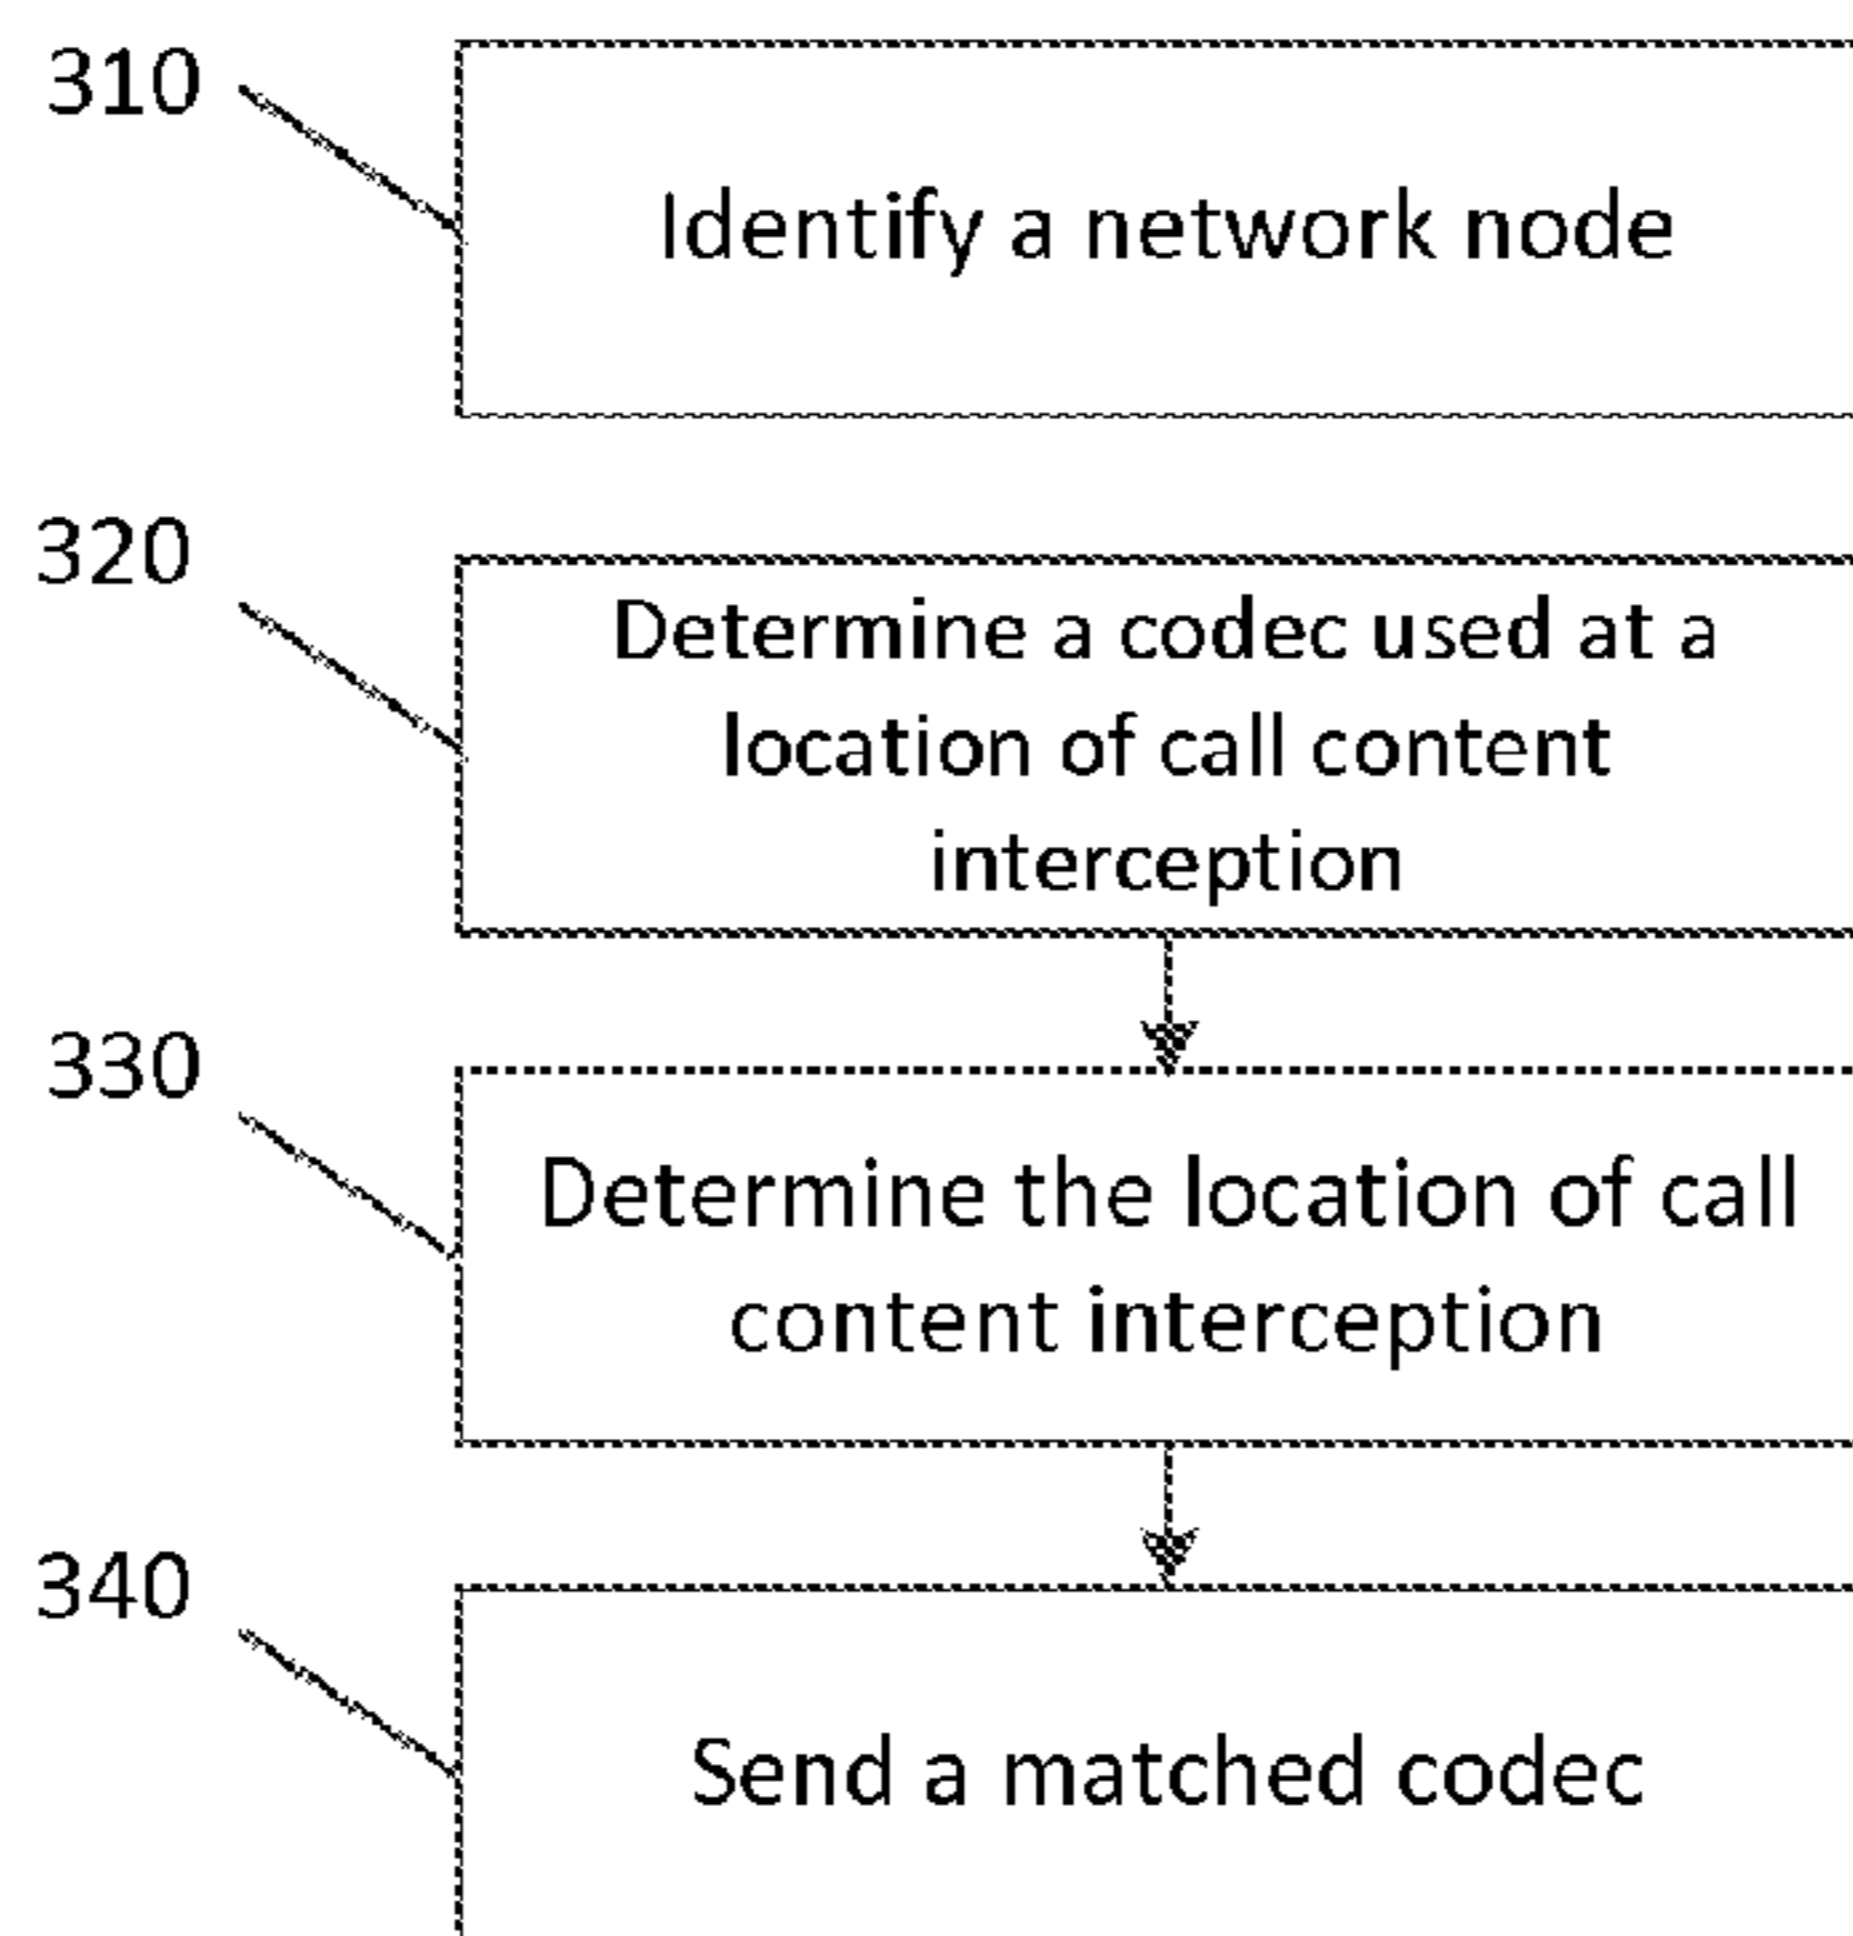 310
Identify a network node
320
Determine a codec used at a
location of call content
interception
330
Determine the location of call
content interception
340
Send a matched codec